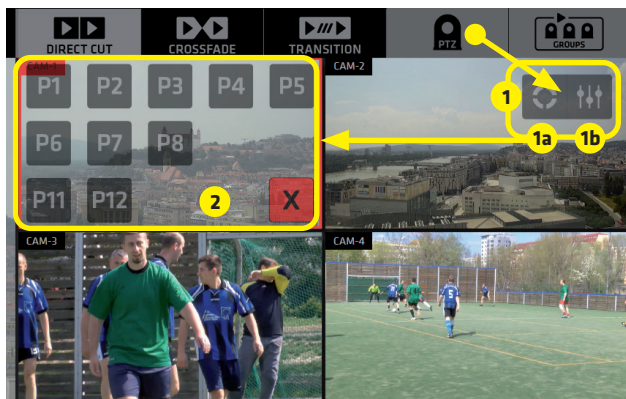 DIRECT CUT
CROSSFADE
TRANSITION
PTZ
GROUPS
CAM-1
CAM-2
P1 P2 P3 P4 P5
1
1a 1b
P6 P7 P8
P11 P12
2
X
CAM-3
CAM-4
5